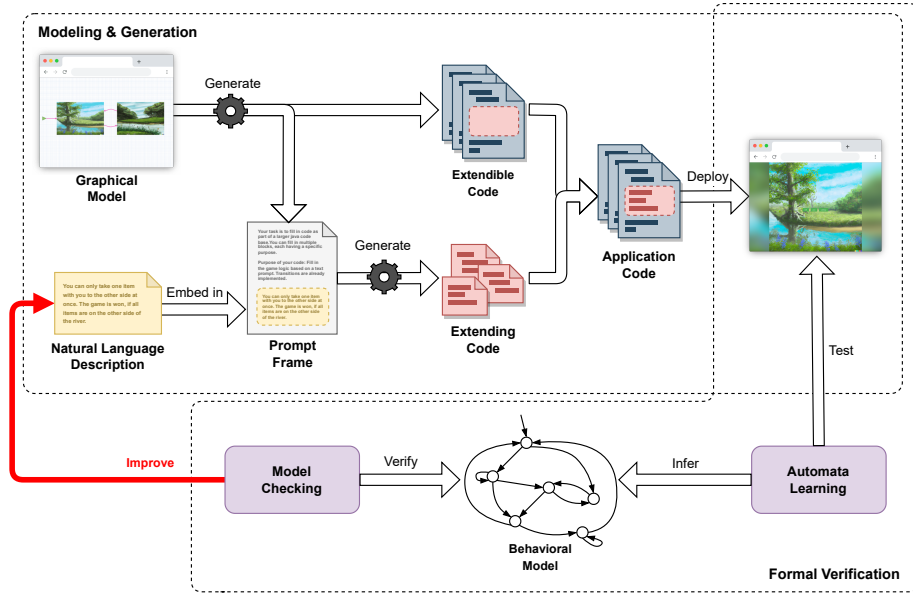 Modeling & Generation
Generate
Graphical
Model
Extendible
Code
Deploy
Application
Code
Your task is to fill in code as
part of a larger java code
base.You can fill in multiple
blocks, each having a specific
purpose.
Purpose of your code: Fill in
the game logic based on a text
prompt. Transitions are already
implemented.
You can only take one item
with you to the other side at
once. The game is won, if all
items are on the other side of
the river.
Generate
Prompt
Frame
Extending
Code
You can only take one item
with you to the other side at
once. The game is won, if all
items are on the other side of
the river.
Embed in
Natural Language
Description
Test
Improve
Model
Checking
Verify
Behavioral
Model
Infer
Automata
Learning
Formal Verification